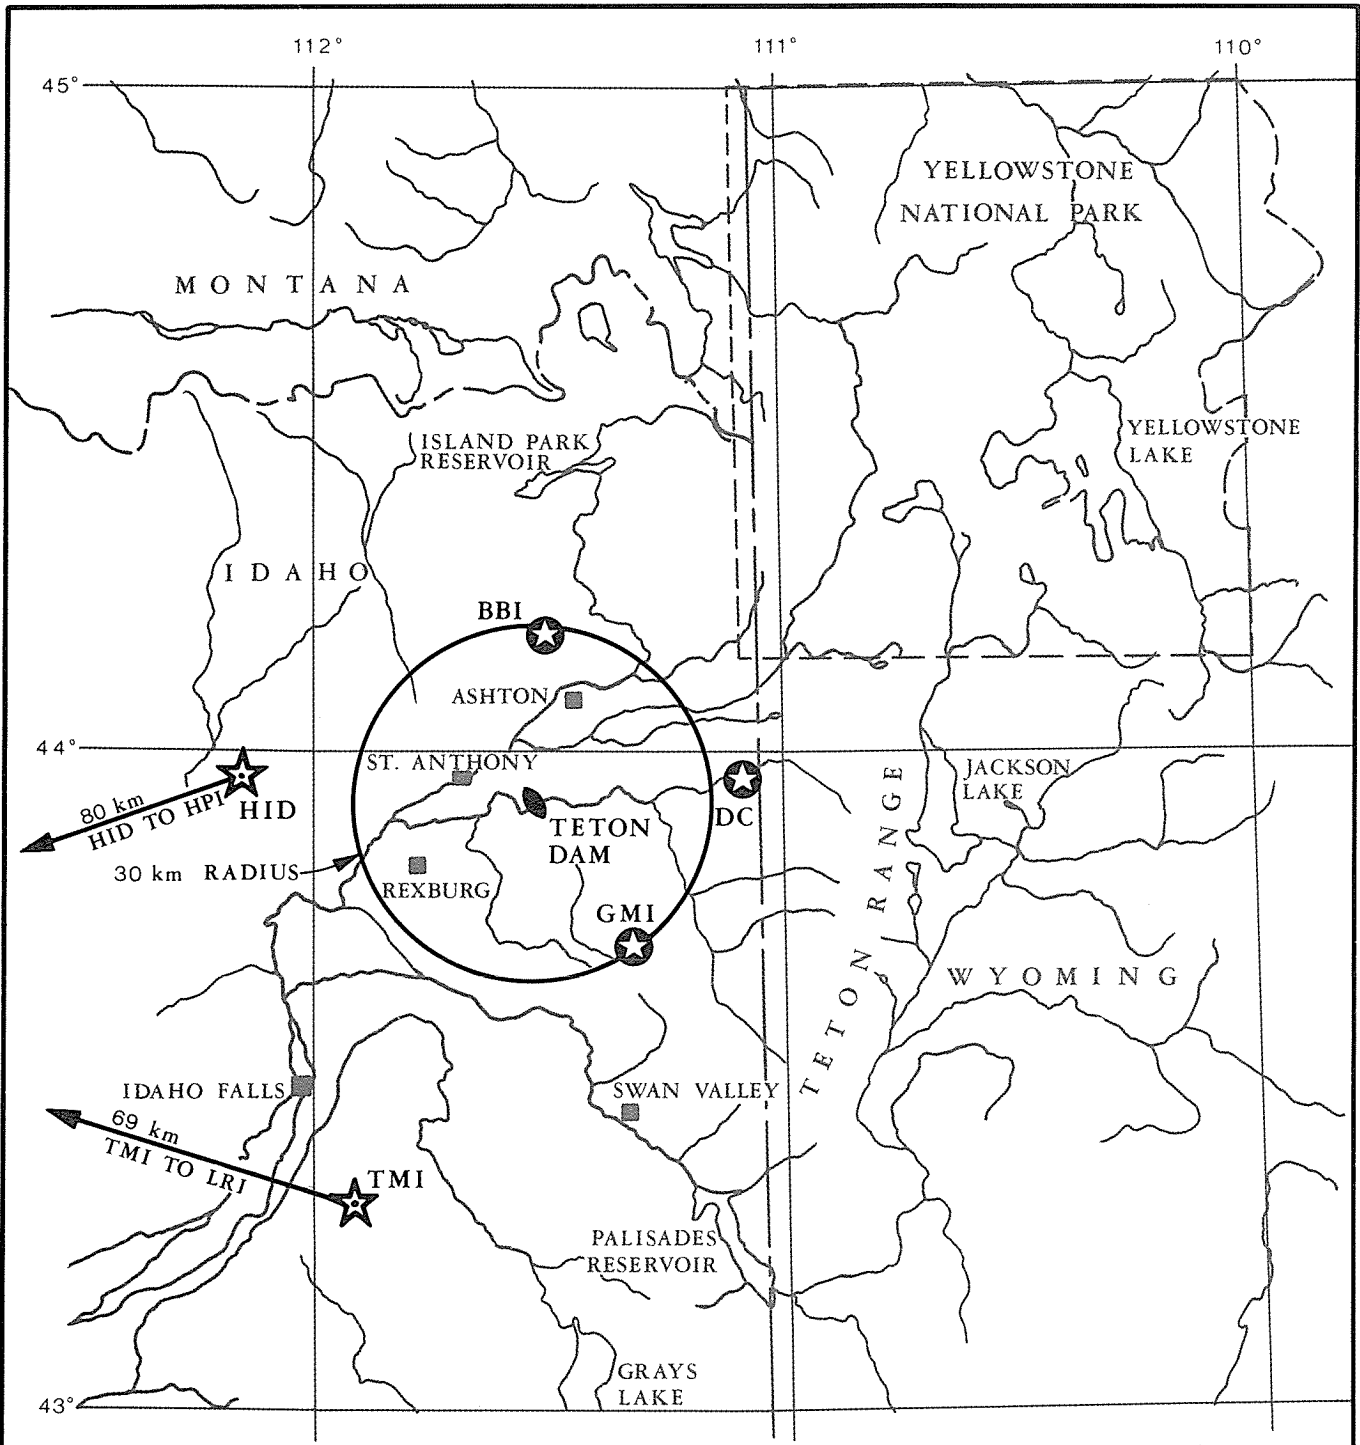 112°
111°
110°
45°
YELLOWSTONE
NATIONAL PARK
MONTANA
YELLOWSTONE
LAKE
ISLAND PARK
RESERVOIR
IDAHO
BBI
ASHTON
44°
ST. ANTHONY
JACKSON
LAKE
80 km
HID TO HPI
HID
DC
TETON
DAM
30 km RADIUS
REXBURG
GMI
TETON RANGE
WYOMING
IDAHO FALLS
SWAN VALLEY
69 km
TMI TO LRI
TMI
PALISADES
RESERVOIR
GRAYS
LAKE
43°